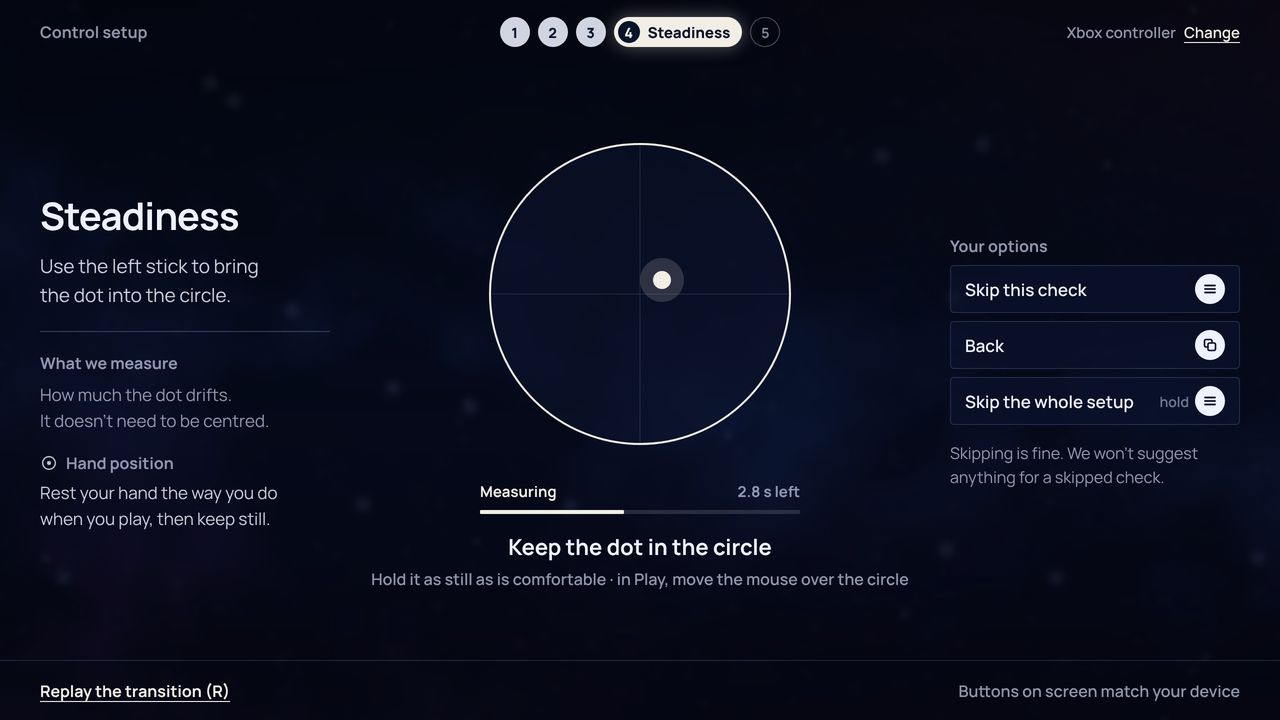 Control setup
1 2 3 4 Steadiness 5
Xbox controller Change
Steadiness
Use the left stick to bring
the dot into the circle.
What we measure
How much the dot drifts.
It doesn't need to be centred.
Hand position
Rest your hand the way you do
when you play, then keep still.
Measuring 2.8 s left
Keep the dot in the circle
Hold it as still as is comfortable · in Play, move the mouse over the circle
Your options
Skip this check
Back
Skip the whole setup hold
Skipping is fine. We won't suggest
anything for a skipped check.
Replay the transition (R)
Buttons on screen match your device